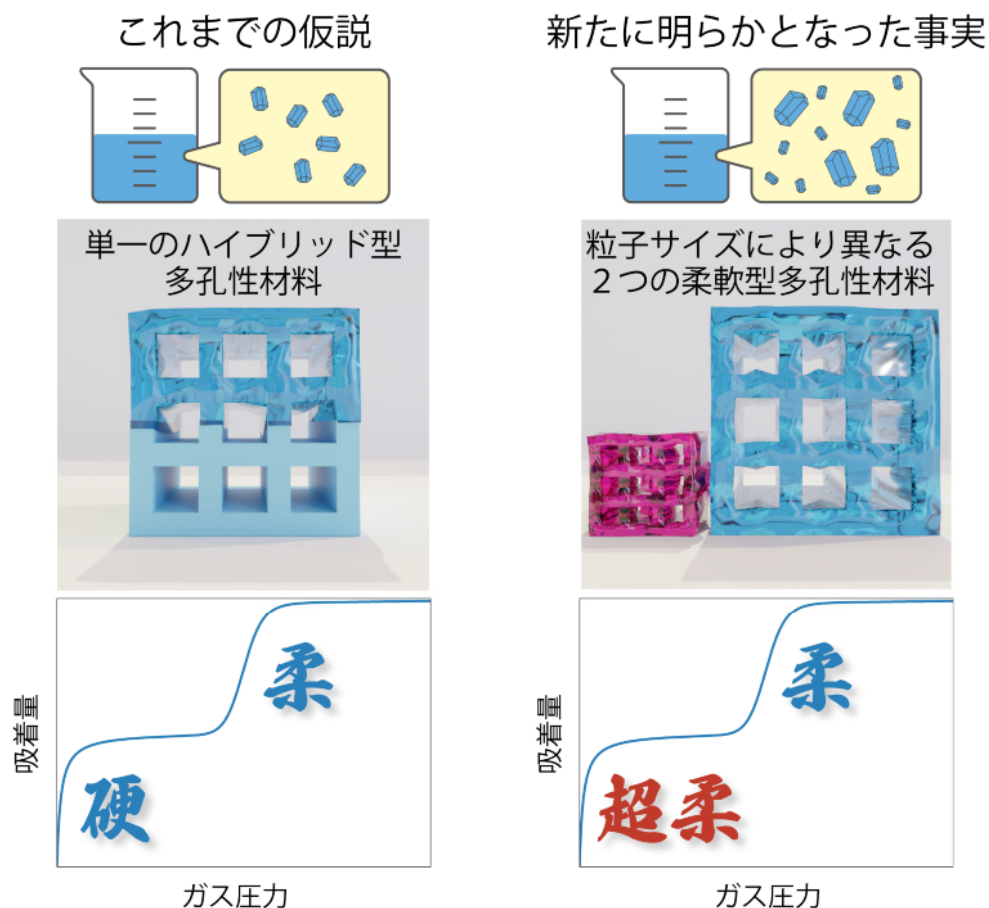 これまでの仮説
単一のハイブリッド型
多孔性材料
吸着量
硬
柔
ガス圧力
新たに明らかとなった事実
粒子サイズにより異なる
２つの柔軟型多孔性材料
吸着量
超柔
柔
ガス圧力